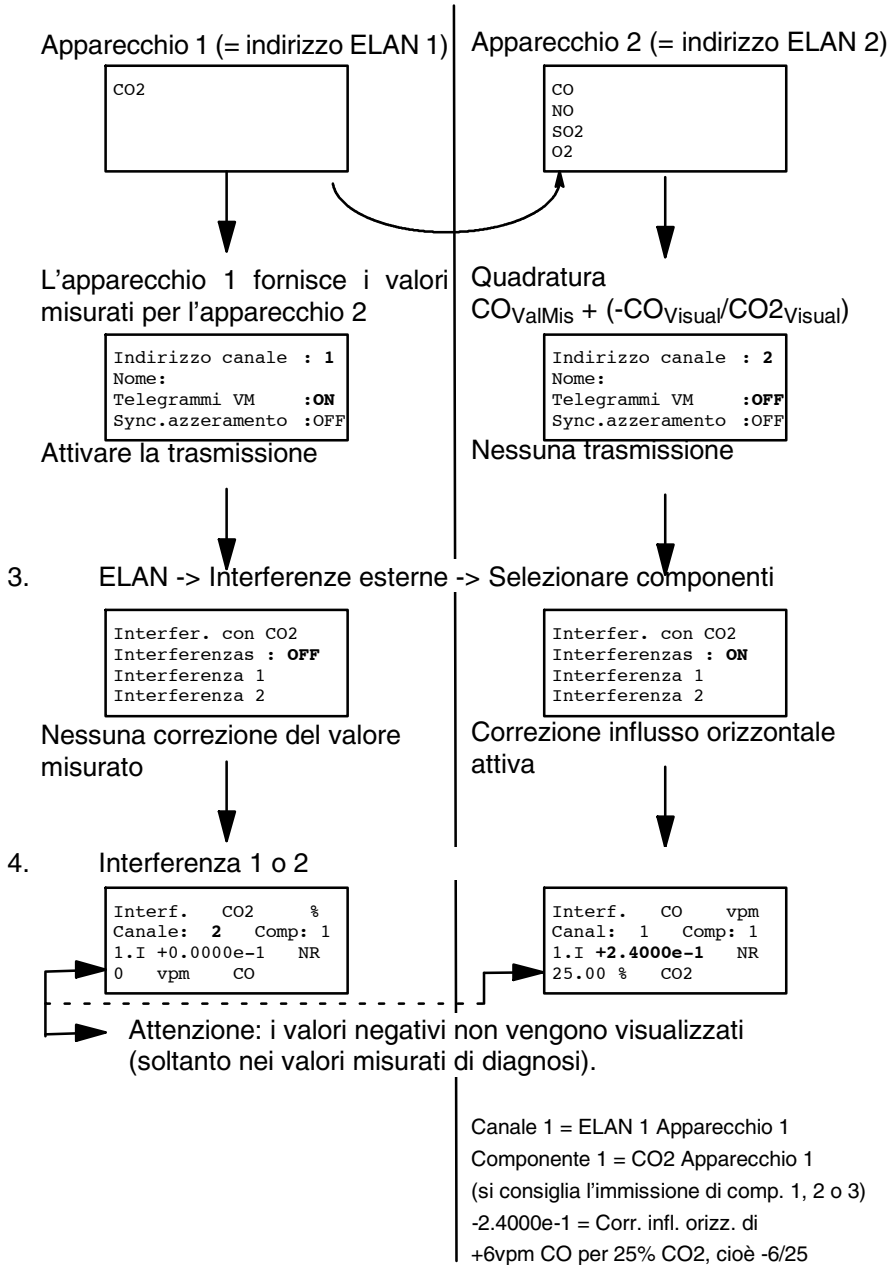 Apparecchio 1 (= indirizzo ELAN 1)
CO2
L'apparecchio 1 fornisce i valori
misurati per l'apparecchio 2
Indirizzo canale : 1
Nome:
Telegrammi VM :ON
Sync.azzeramento :OFF
Attivare la trasmissione
Apparecchio 2 (= indirizzo ELAN 2)
CO
NO
SO2
O2
Quadratura
COValMis + (-COVisual/CO2Visual)
Indirizzo canale : 2
Nome:
Telegrammi VM :OFF
Sync.azzeramento :OFF
Nessuna trasmissione
3. ELAN -> Interferenze esterne -> Selezionare componenti
Interfer. con CO2
Interferenzas : OFF
Interferenza 1
Interferenza 2
Nessuna correzione del valore
misurato
Interfer. con CO2
Interferenzas : ON
Interferenza 1
Interferenza 2
Correzione influsso orizzontale
attiva
4. Interferenza 1 o 2
Interf. CO2 %
Canale: 2 Comp: 1
1.I +0.0000e-1 NR
0 vpm CO
Interf. CO vpm
Canal: 1 Comp: 1
1.I +2.4000e-1 NR
25.00 % CO2
Attenzione: i valori negativi non vengono visualizzati
(soltanto nei valori misurati di diagnosi).
Canale 1 = ELAN 1 Apparecchio 1
Componente 1 = CO2 Apparecchio 1
(si consiglia l'immissione di comp. 1, 2 o 3)
-2.4000e-1 = Corr. infl. orizz. di
+6vpm CO per 25% CO2, cioè -6/25